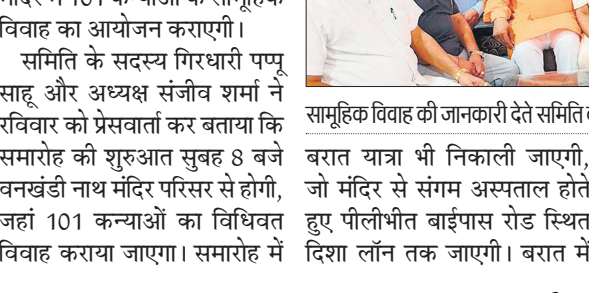 मंदिर में 101 कन्याओं के सामूहिक
विवाह का आयोजन कराएगी।
समिति के सदस्य गिरधारी पप्पू
साहू और अध्यक्ष संजीव शर्मा ने
रविवार को प्रेसवार्ता कर बताया कि
समारोह की शुरुआत सुबह 8 बजे
वनखंडी नाथ मंदिर परिसर से होगी,
जहां 101 कन्याओं का विधिवत
विवाह कराया जाएगा। समारोह में
सामूहिक विवाह की जानकारी देते समिति
बरात यात्रा भी निकाली जाएगी,
जो मंदिर से संगम अस्पताल होते
हुए पीलीभीत बाईपास रोड स्थित
दिशा लॉन तक जाएगी। बरात में